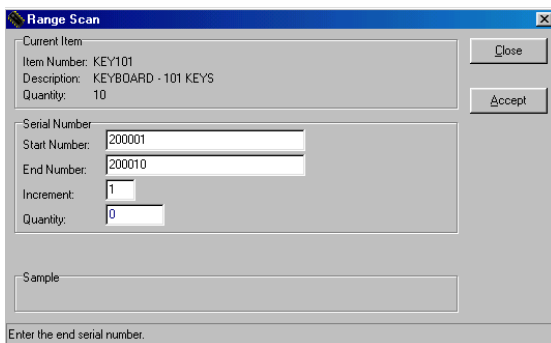 Range Scan
Current Item
Close
Item Number: KEY101
Description: KEYBOARD - 101 KEYS
Quantity: 10
Accept
Serial Number
Start Number: 200001
End Number: 200010
Increment: 1
Quantity: 0
Sample
Enter the end serial number.